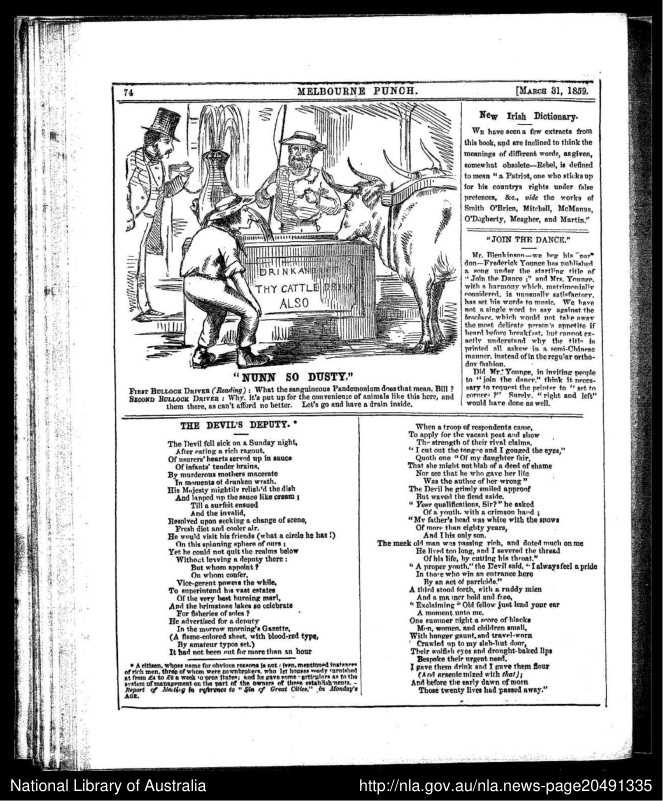 74
MELBOURNE PUNCH.
[MARCH 31, 1859.
DRINK AN
THY CATTLE DRINK
ALSO
"NUNN SO DUSTY."
FIRST BULLOCK DRIVER (Reading) : What the sanguineous Pandemonium does that mean, Bill ?
SECOND BULLOCK DRIVER : Why, it's put up for the convenience of animals like this here, and
them there, as can't afford no better. Let's go and have a drain inside.
New Irish Dictionary.
WE have seen a few extracts from
this book, and are inclined to think the
meanings of different words, as given,
somewhat obsolete—Rebel, is defined
to mean "a Patriot, one who sticks up
for his countrys rights under false
pretences, &c., vide the works of
Smith O'Brien, Mitchell, McManus,
O'Dogherty, Meagher, and Martin."
"JOIN THE DANCE."
Mr. Blenkinson—we beg his "par"
don—Frederick Younge has published
a song under the startling title of
"Join the Dance ;" and Mrs. Younge,
with a harmony which, matrimonially
considered, is unusually satisfactory,
has set his words to music. We have
not a single word to say against the
brochure, which would not take away
the most delicate person's appetite if
heard before breakfast, but cannot ex-
actly understand why the title is
printed all askew in a semi-Chinese
manner, instead of in the regular ortho-
dox fashion.
Did Mr. Younge, in inviting people
to "join the dance," think it neces-
sary to request the printer to "set to
corners ?" Surely, "right and left"
would have done as well.
THE DEVIL'S DEPUTY. *
The Devil fell sick on a Sunday night,
After eating a rich ragout,
Of usurers' hearts served up in sauce
Of infants' tender brains,
By murderous mothers macerate
In moments of drunken wrath.
His Majesty mightily relish'd the dish
And lapped up the sauce like cream ;
Till a surfeit ensued
And the invalid,
Resolved upon seeking a change of scene,
Fresh diet and cooler air.
He would visit his friends (what a circle he has !)
On this spinning sphere of ours ;
Yet he could not quit the realms below
Without leaving a deputy there :
But whom appoint ?
On whom confer,
Vice-gerent powers the while,
To superintend his vast estates
Of the very best burning marl,
And the brimstone lakes so celebrate
For fisheries of soles ?
He advertised for a deputy
In the morrow morning's Gazette,
(A flame-colored sheet, with blood-red type,
By amateur typos set.)
It had not been out for more than an hour
* A citizen, whose name for obvious reasons is not given, mentioned instances
of rich men, three of whom were pawnbrokers, who let houses ready furnished
at from £4 to £8 a week to prostitutes; and he gave some particulars as to the
system of management on the part of the owners of these establishments. —
Report of Meeting in reference to "Sin of Great Cities," in Monday's
AGE.
When a troop of respondents came,
To apply for the vacant post and show
The strength of their rival claims.
"I cut out the tongue and I gouged the eyes,"
Quoth one "Of my daughter fair,
That she might not blab of a deed of shame
Nor see that he who gave her life
Was the author of her wrong"
The Devil he grimly smiled approof
But waved the fiend aside.
"Your qualifications, Sir?" he asked
Of a youth, with a crimson hand ;
"My father's head was white with the snows
Of more than eighty years,
And I his only son.
The meek old man was passing rich, and doted much on me
He lived too long, and I severed the thread
Of his life, by cutting his throat."
"A proper youth," the Devil said, "I always feel a pride
In those who win an entrance here
By an act of parricide."
A third stood forth, with a ruddy mien
And a manner bold and free,
"Exclaiming "Old fellow just lend your ear
A moment unto me.
One summer night a score of blacks
Men, women, and children small,
With hunger gaunt, and travel-worn
Crawled up to my slab-hut door,
Their wolfish eyes and drought-baked lips
Bespoke their urgent need,
I gave them drink and I gave them flour
(And arsenic mixed with that);
And before the early dawn of morn
Those twenty lives had passed away."
National Library of Australia
http://nla.gov.au/nla.news-page20491335